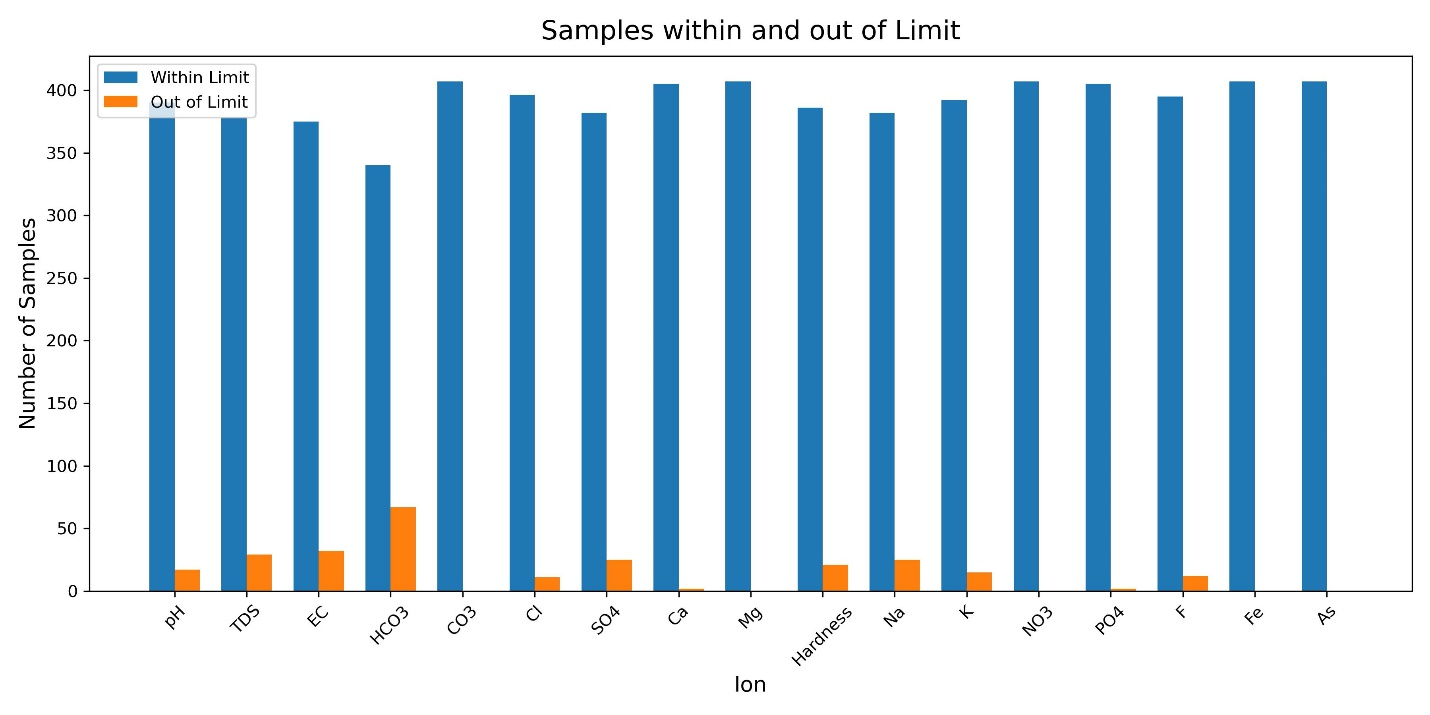 Samples within and out of Limit
Within Limit
Out of Limit
Number of Samples
400
350
300
250
200
150
100
50
0
pH TDS EC HCO3 CO3 Cl SO4 Ca Mg Hardness Na K NO3 PO4 F Fe As
Ion